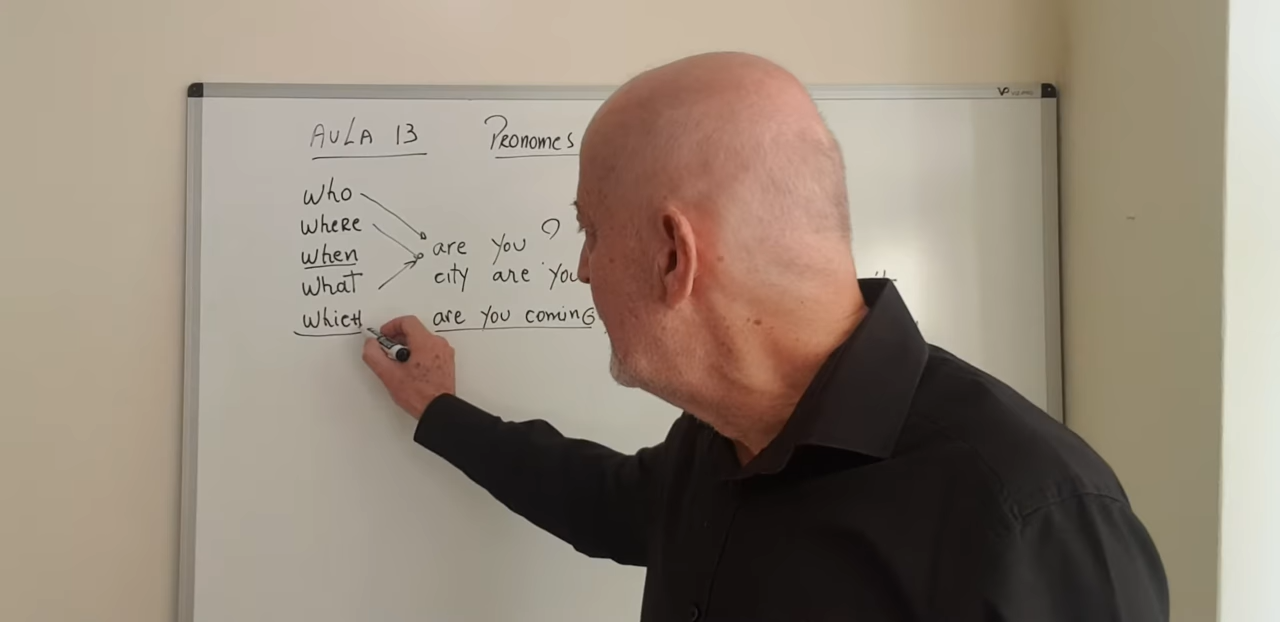 AULA 13 Pronomes
Who
Where
are you ?
when
What
city are you
Which
are you coming